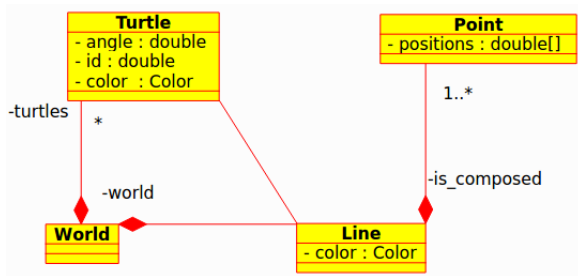 Turtle
- angle : double
- id : double
- color : Color
Point
- positions : double[]
-turtles
*
1..*
-world
-is_composed
World
Line
- color : Color